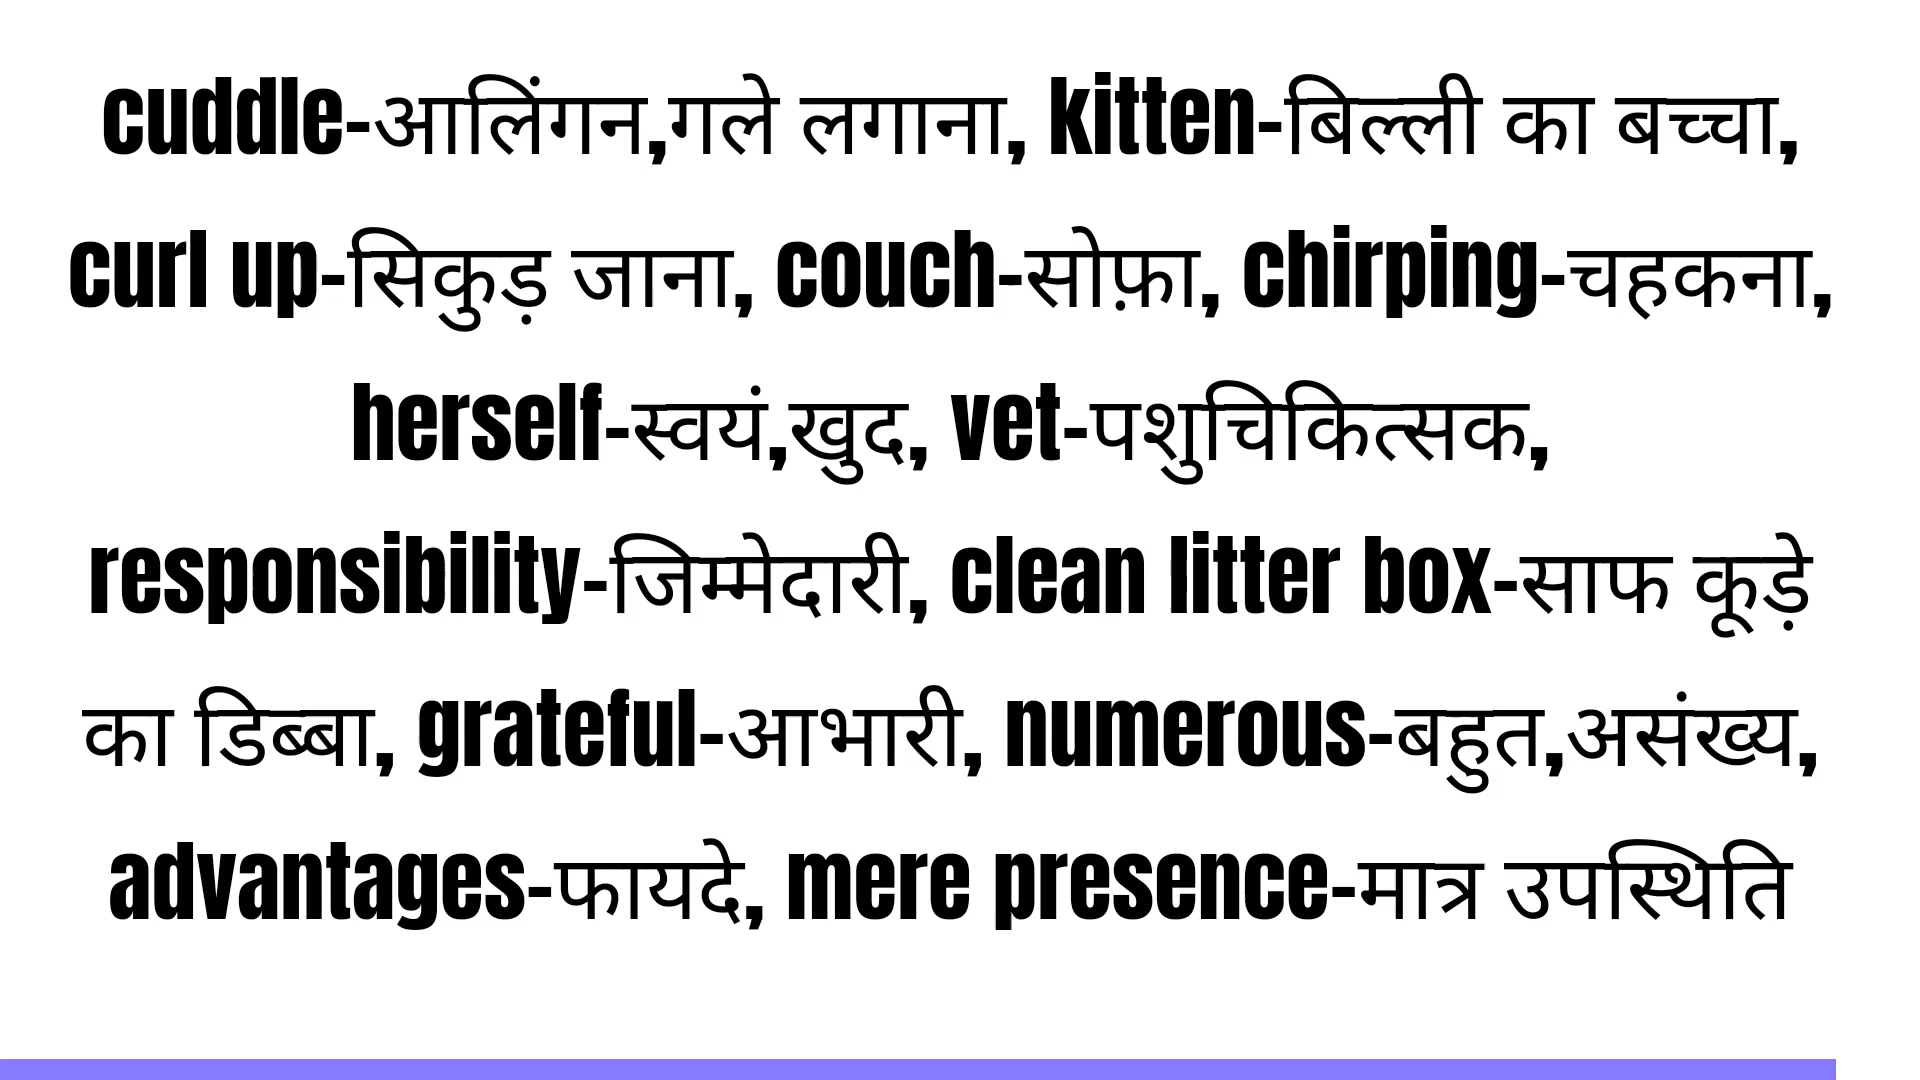 cuddle-आलिंगन,गले लगाना, kitten-बिल्ली का बच्चा,
curl up-सिकुड़ जाना, couch-सोफ़ा, chirping-चहकना,
herself-स्वयं,खुद, vet-पशुचिकित्सक,
responsibility-जिम्मेदारी, clean litter box-साफ कूड़े
का डिब्बा, grateful-आभारी, numerous-बहुत,असंख्य,
advantages-फायदे, mere presence-मात्र उपस्थिति